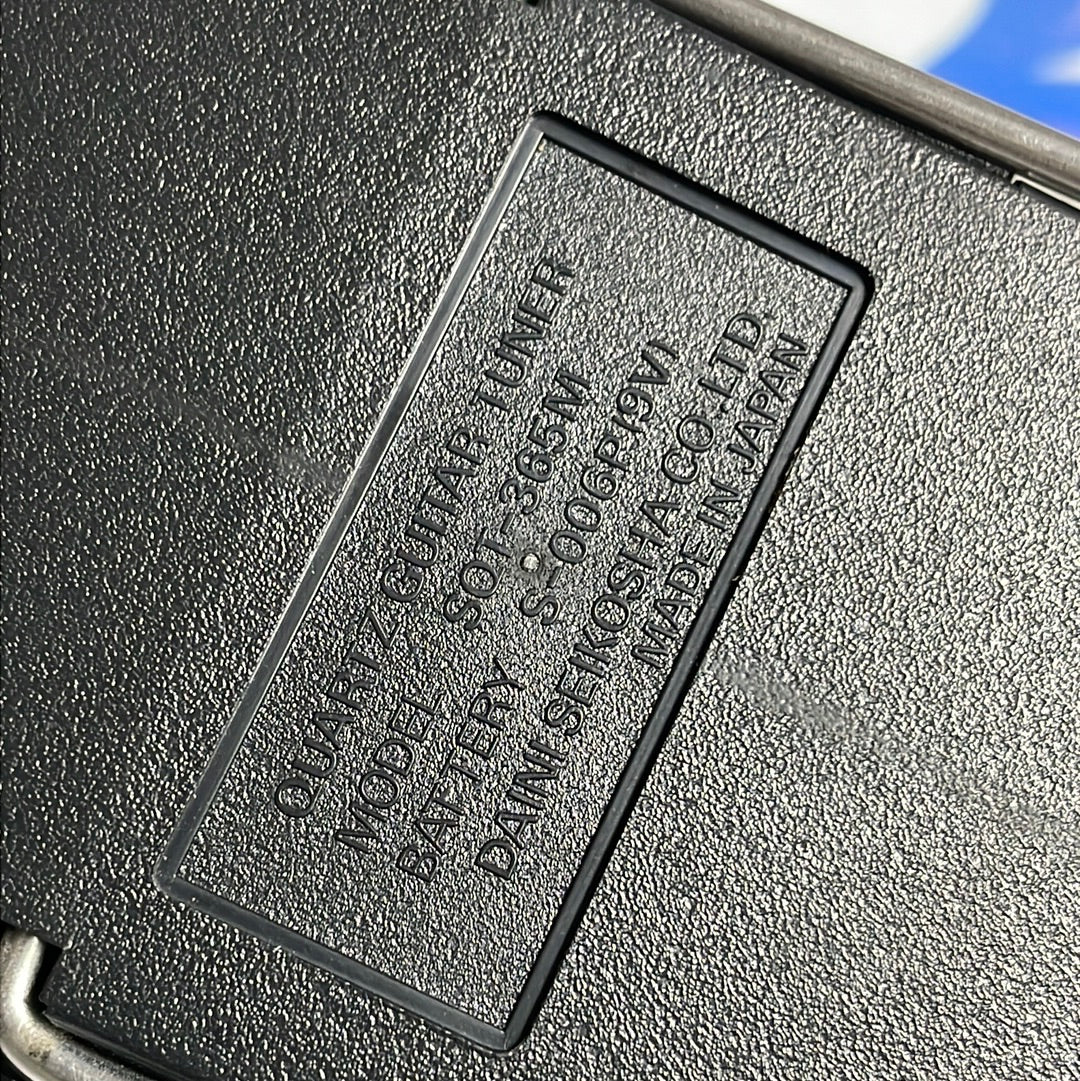 QUARTZ GUITAR TUNER
MODEL SQT-365M
BATTERY S-006P(9V)
DAINI SEIKOSHA CO.,LTD.
MADE IN JAPAN